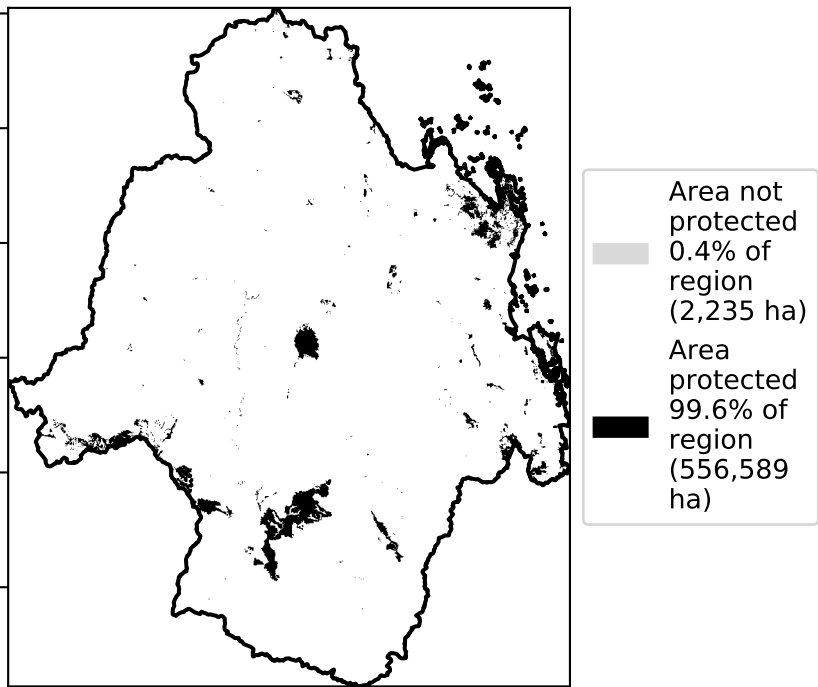 Area not
protected
0.4% of
region
(2,235 ha)
Area
protected
99.6% of
region
(556,589
ha)